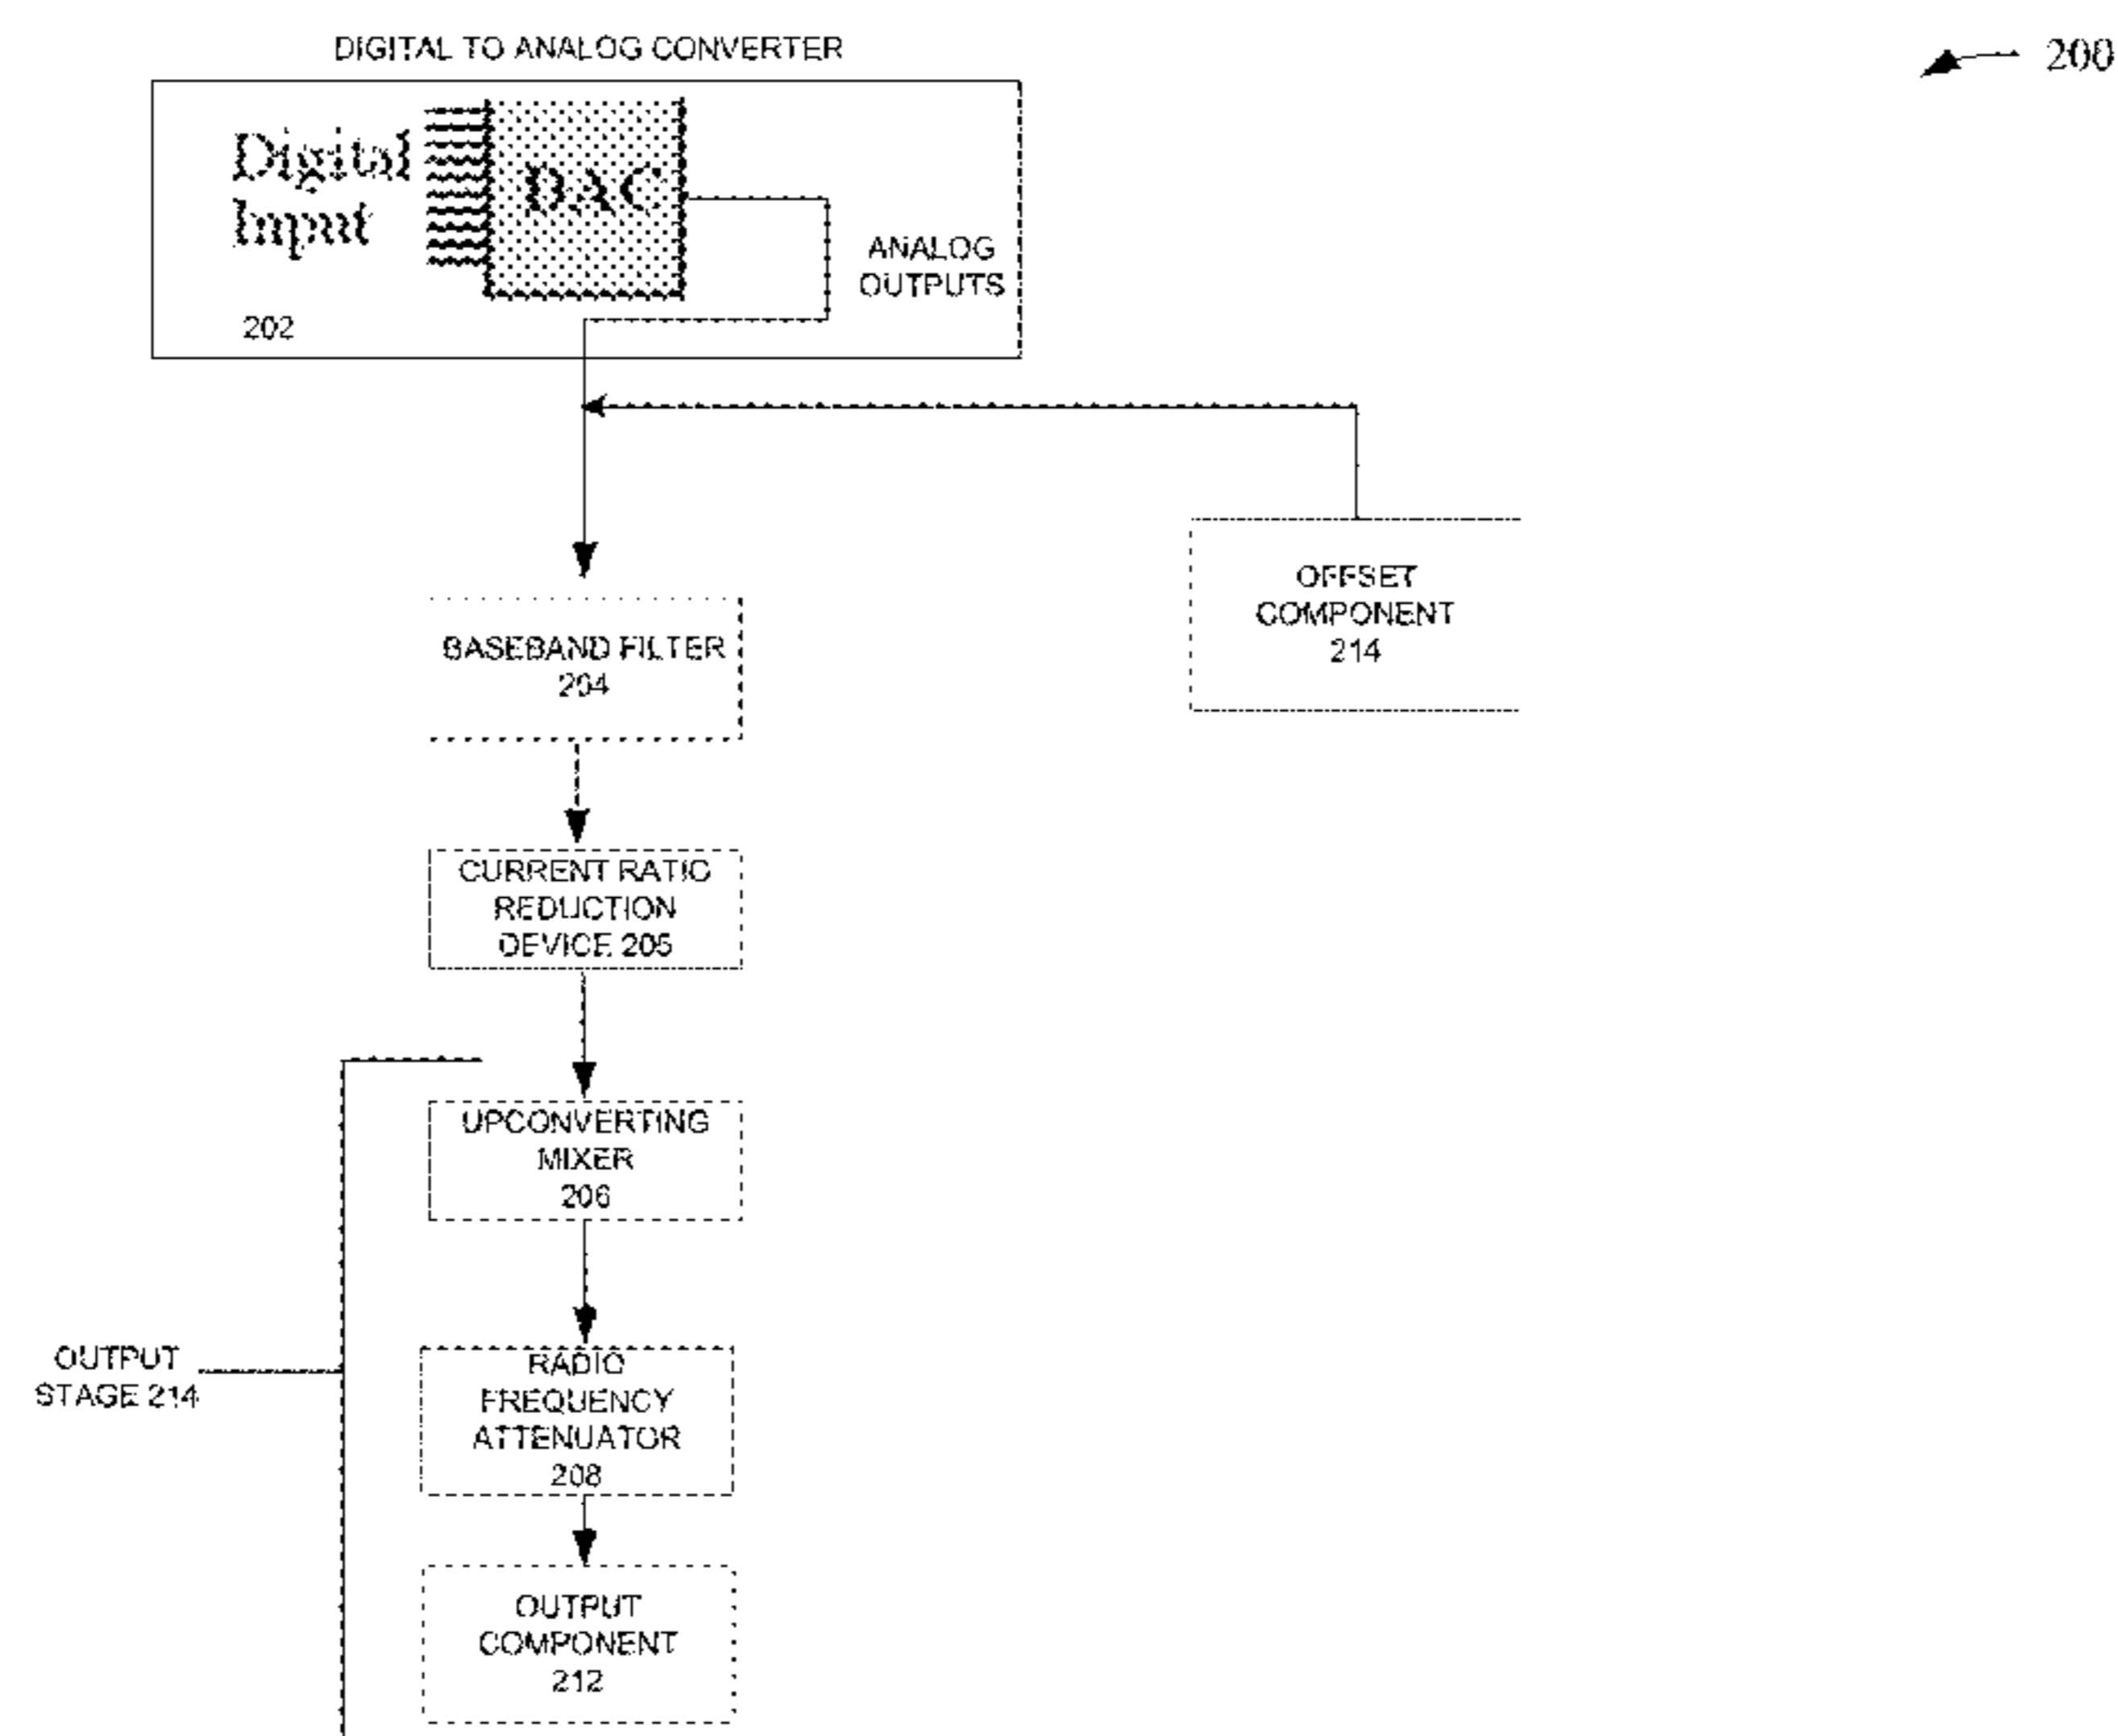 DIGITAL TO ANALOG CONVERTER
200
Digital
Input
DAC
ANALOG
OUTPUTS
202
OFFSET
COMPONENT
214
BASEBAND FILTER
204
CURRENT RATIO
REDUCTION
DEVICE 205
UPCONVERTING
MIXER
206
OUTPUT
STAGE 214
RADIO
FREQUENCY
ATTENUATOR
208
OUTPUT
COMPONENT
212